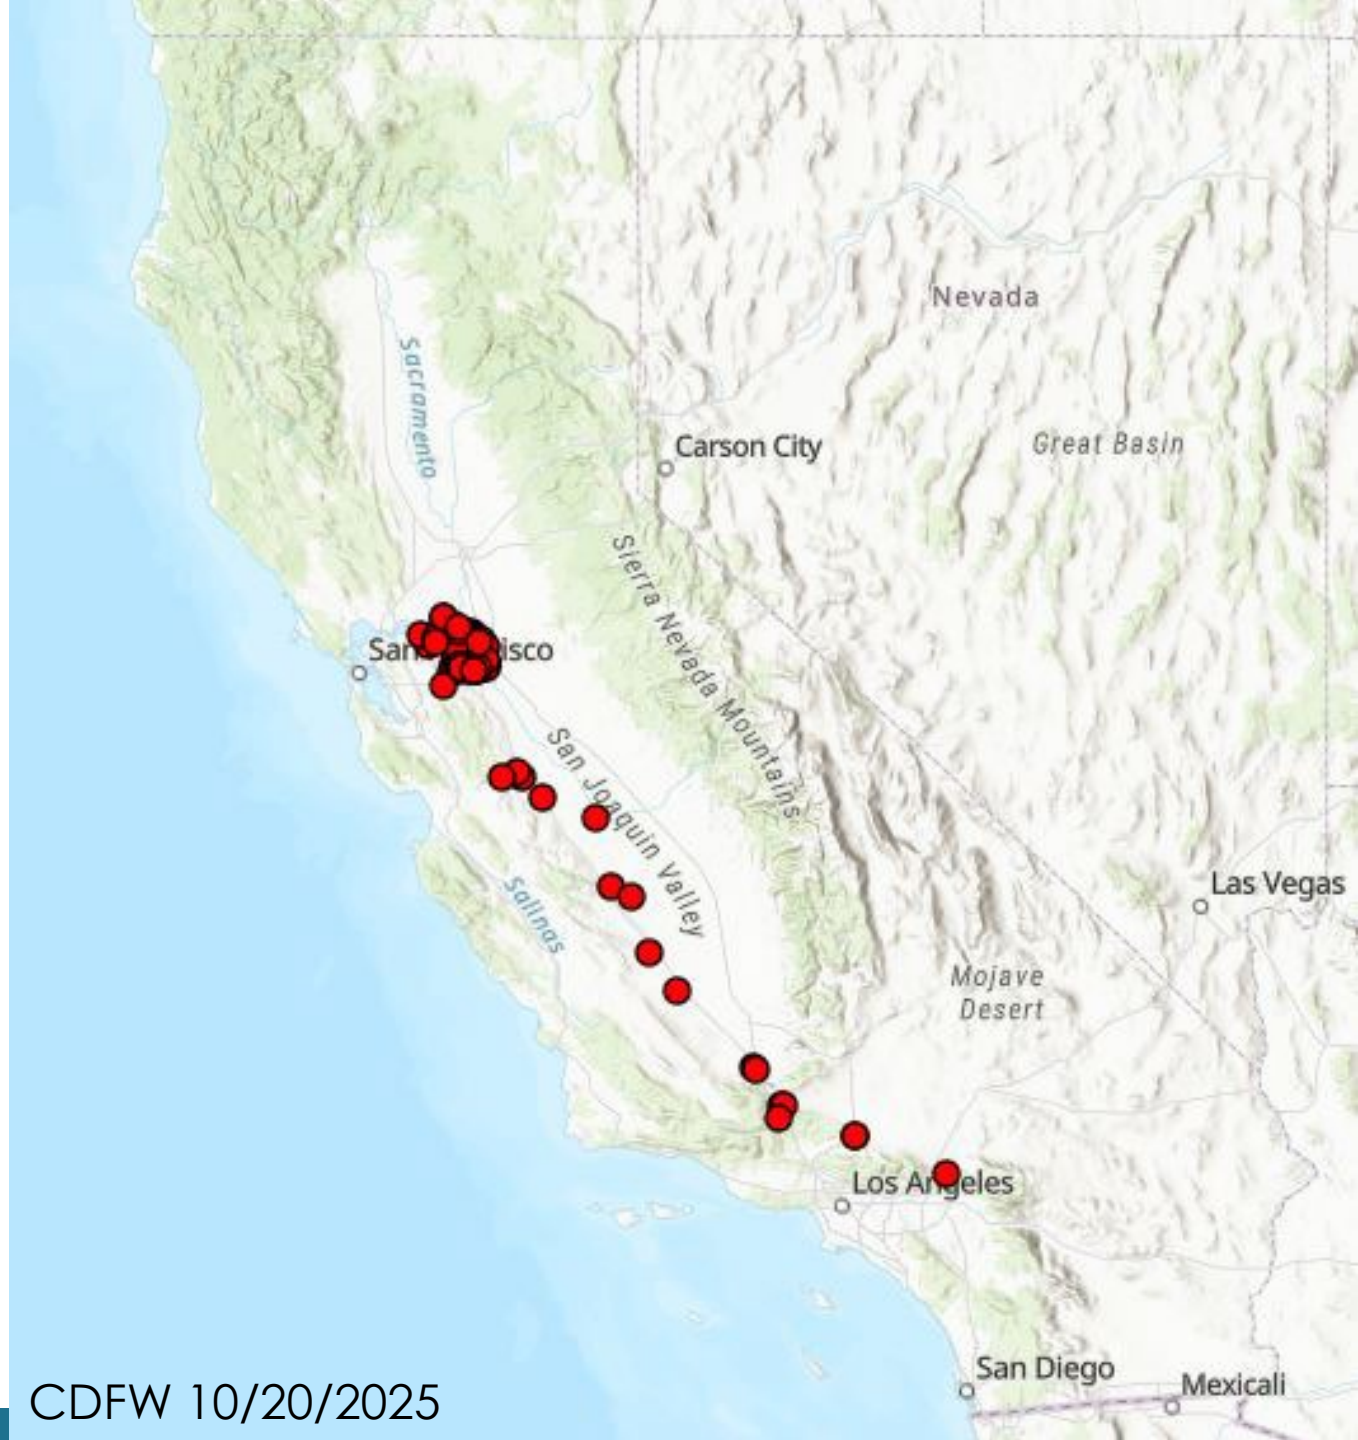 Nevada
Sacramento
Carson City
Great Basin
Sierra Nevada Mountains
San isco
San Joaquin Valley
Salinas
Las Vegas
Mojave
Desert
Los Angeles
San Diego
Mexicali
CDFW 10/20/2025